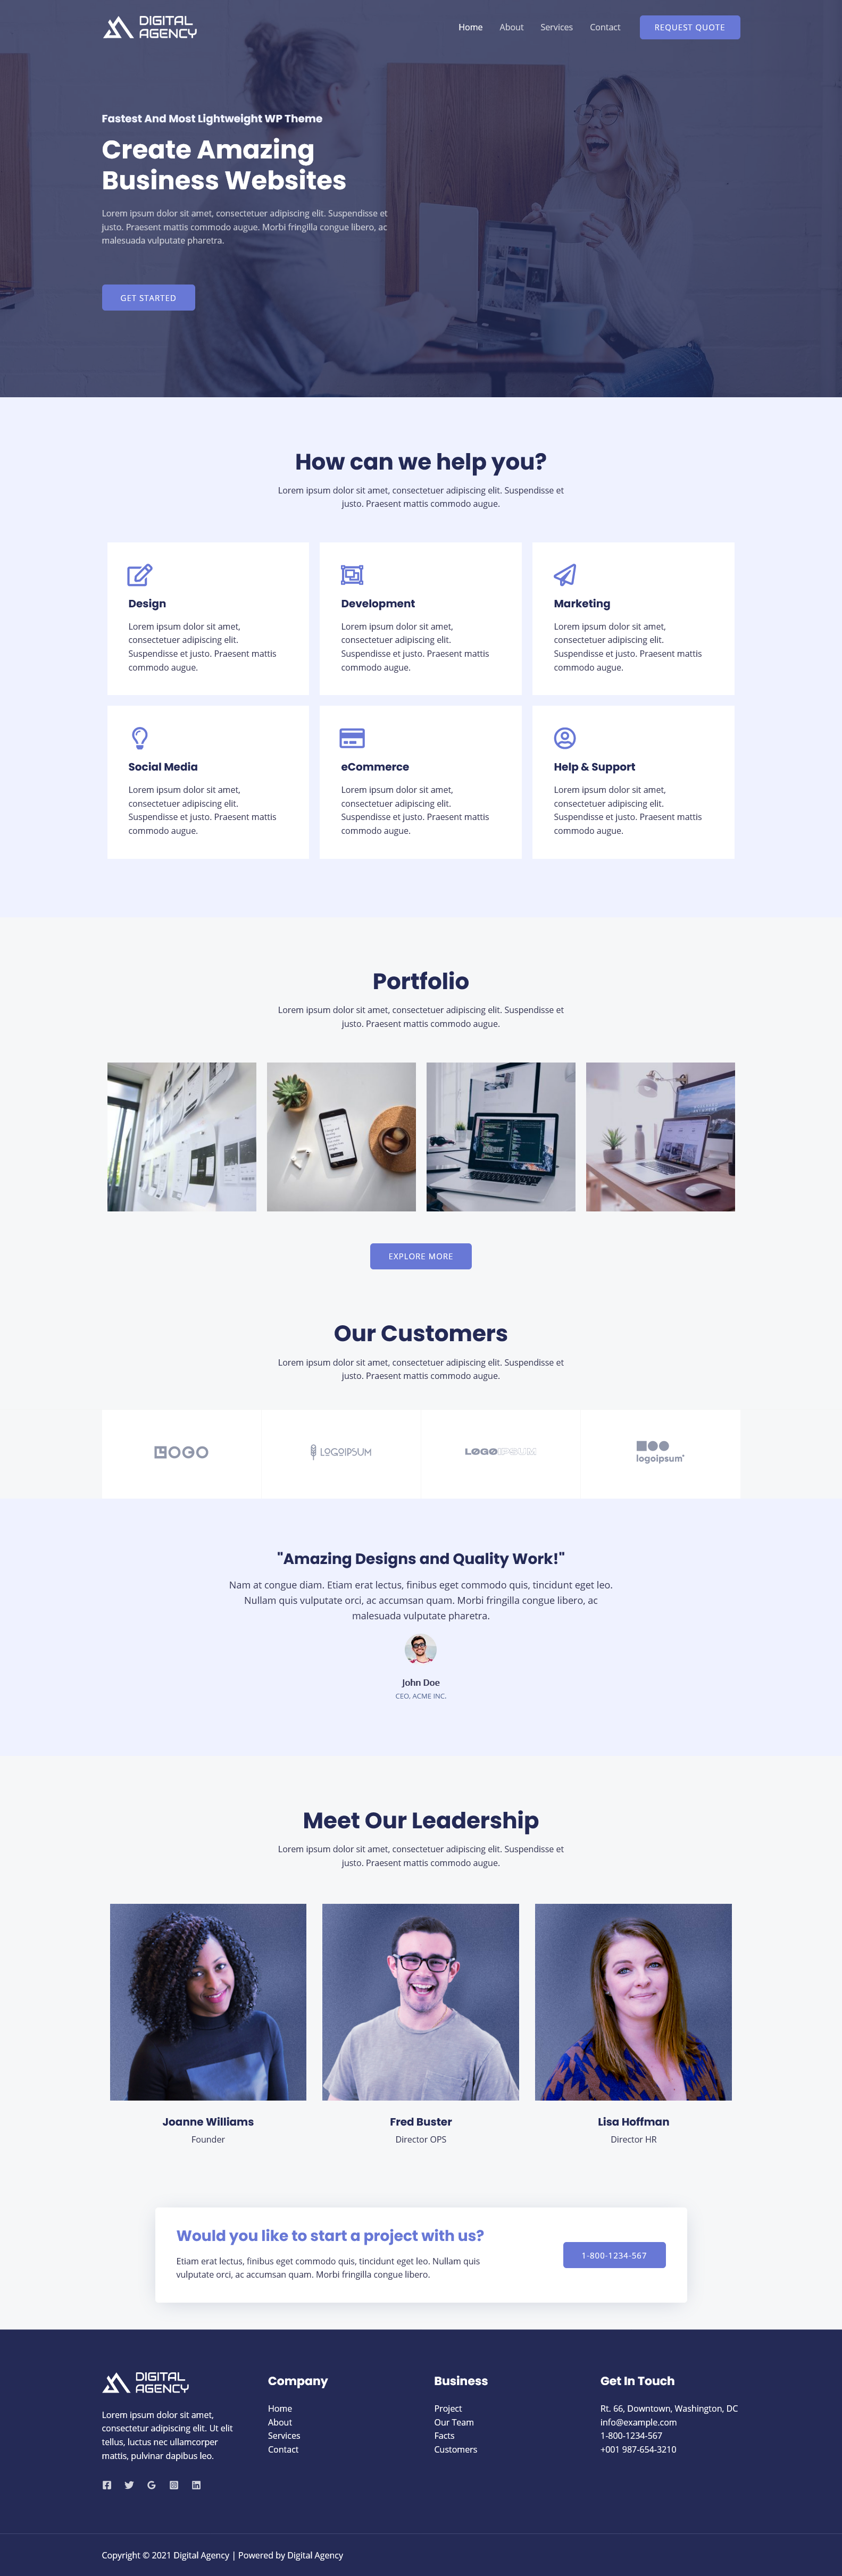 DIGITAL
AGENCY
Home About Services Contact REQUEST QUOTE
Fastest And Most Lightweight WP Theme
Create Amazing
Business Websites
Lorem ipsum dolor sit amet, consectetuer adipiscing elit. Suspendisse et
justo. Praesent mattis commodo augue. Morbi fringilla congue libero, ac
malesuada vulputate pharetra.
GET STARTED
How can we help you?
Lorem ipsum dolor sit amet, consectetuer adipiscing elit. Suspendisse et
justo. Praesent mattis commodo augue.
Design
Lorem ipsum dolor sit amet,
consectetuer adipiscing elit.
Suspendisse et justo. Praesent mattis
commodo augue.
Development
Lorem ipsum dolor sit amet,
consectetuer adipiscing elit.
Suspendisse et justo. Praesent mattis
commodo augue.
Marketing
Lorem ipsum dolor sit amet,
consectetuer adipiscing elit.
Suspendisse et justo. Praesent mattis
commodo augue.
Social Media
Lorem ipsum dolor sit amet,
consectetuer adipiscing elit.
Suspendisse et justo. Praesent mattis
commodo augue.
eCommerce
Lorem ipsum dolor sit amet,
consectetuer adipiscing elit.
Suspendisse et justo. Praesent mattis
commodo augue.
Help & Support
Lorem ipsum dolor sit amet,
consectetuer adipiscing elit.
Suspendisse et justo. Praesent mattis
commodo augue.
Portfolio
Lorem ipsum dolor sit amet, consectetuer adipiscing elit. Suspendisse et
justo. Praesent mattis commodo augue.
EXPLORE MORE
Our Customers
Lorem ipsum dolor sit amet, consectetuer adipiscing elit. Suspendisse et
justo. Praesent mattis commodo augue.
LOGO
LOGOIPSUM
LOGOIPSUM
logoipsum
"Amazing Designs and Quality Work!"
Nam at congue diam. Etiam erat lectus, finibus eget commodo quis, tincidunt eget leo.
Nullam quis vulputate orci, ac accumsan quam. Morbi fringilla congue libero, ac
malesuada vulputate pharetra.
John Doe
CEO, ACME INC.
Meet Our Leadership
Lorem ipsum dolor sit amet, consectetuer adipiscing elit. Suspendisse et
justo. Praesent mattis commodo augue.
Joanne Williams
Founder
Fred Buster
Director OPS
Lisa Hoffman
Director HR
Would you like to start a project with us?
Etiam erat lectus, finibus eget commodo quis, tincidunt eget leo. Nullam quis
vulputate orci, ac accumsan quam. Morbi fringilla congue libero.
1-800-1234-567
DIGITAL
AGENCY
Lorem ipsum dolor sit amet,
consectetur adipiscing elit. Ut elit
tellus, luctus nec ullamcorper
mattis, pulvinar dapibus leo.
Company
Home
About
Services
Contact
Business
Project
Our Team
Facts
Customers
Get In Touch
Rt. 66, Downtown, Washington, DC
info@example.com
1-800-1234-567
+001 987-654-3210
Copyright © 2021 Digital Agency | Powered by Digital Agency